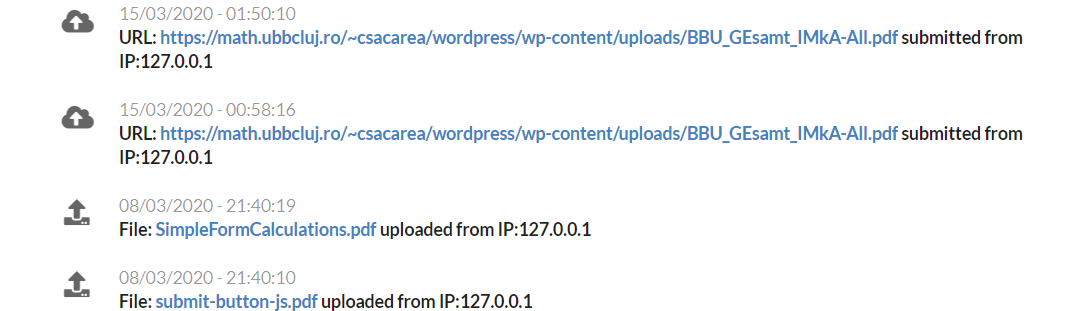 15/03/2020 - 01:50:10
URL: https://math.ubbcluj.ro/~csacarea/wordpress/wp-content/uploads/BBU_GEsamt_IMkA-All.pdf submitted from
IP:127.0.0.1
15/03/2020 - 00:58:16
URL: https://math.ubbcluj.ro/~csacarea/wordpress/wp-content/uploads/BBU_GEsamt_IMkA-All.pdf submitted from
IP:127.0.0.1
08/03/2020 - 21:40:19
File: SimpleFormCalculations.pdf uploaded from IP:127.0.0.1
08/03/2020 - 21:40:10
File: submit-button-js.pdf uploaded from IP:127.0.0.1